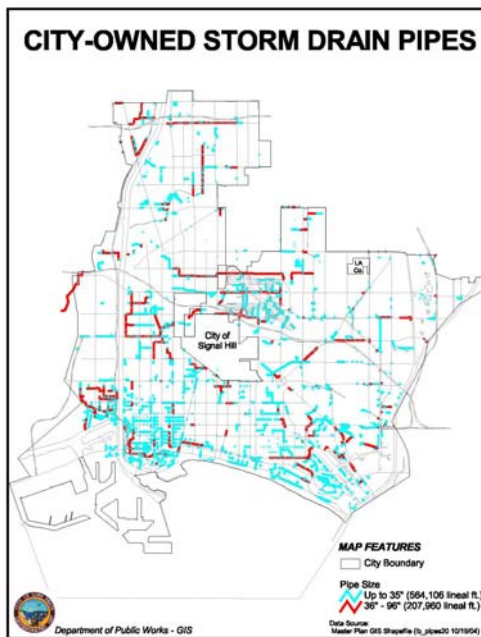 CITY-OWNED STORM DRAIN PIPES
LA
Co.
City of
Signal Hill
MAP FEATURES
City Boundary
Pipe Size
Up to 35" (564,106 lineal ft.)
36" - 96" (207,960 lineal ft.)
Data Source:
Master Plan GIS Shapefile (lb_pipes20 10/19/04)
Department of Public Works - GIS